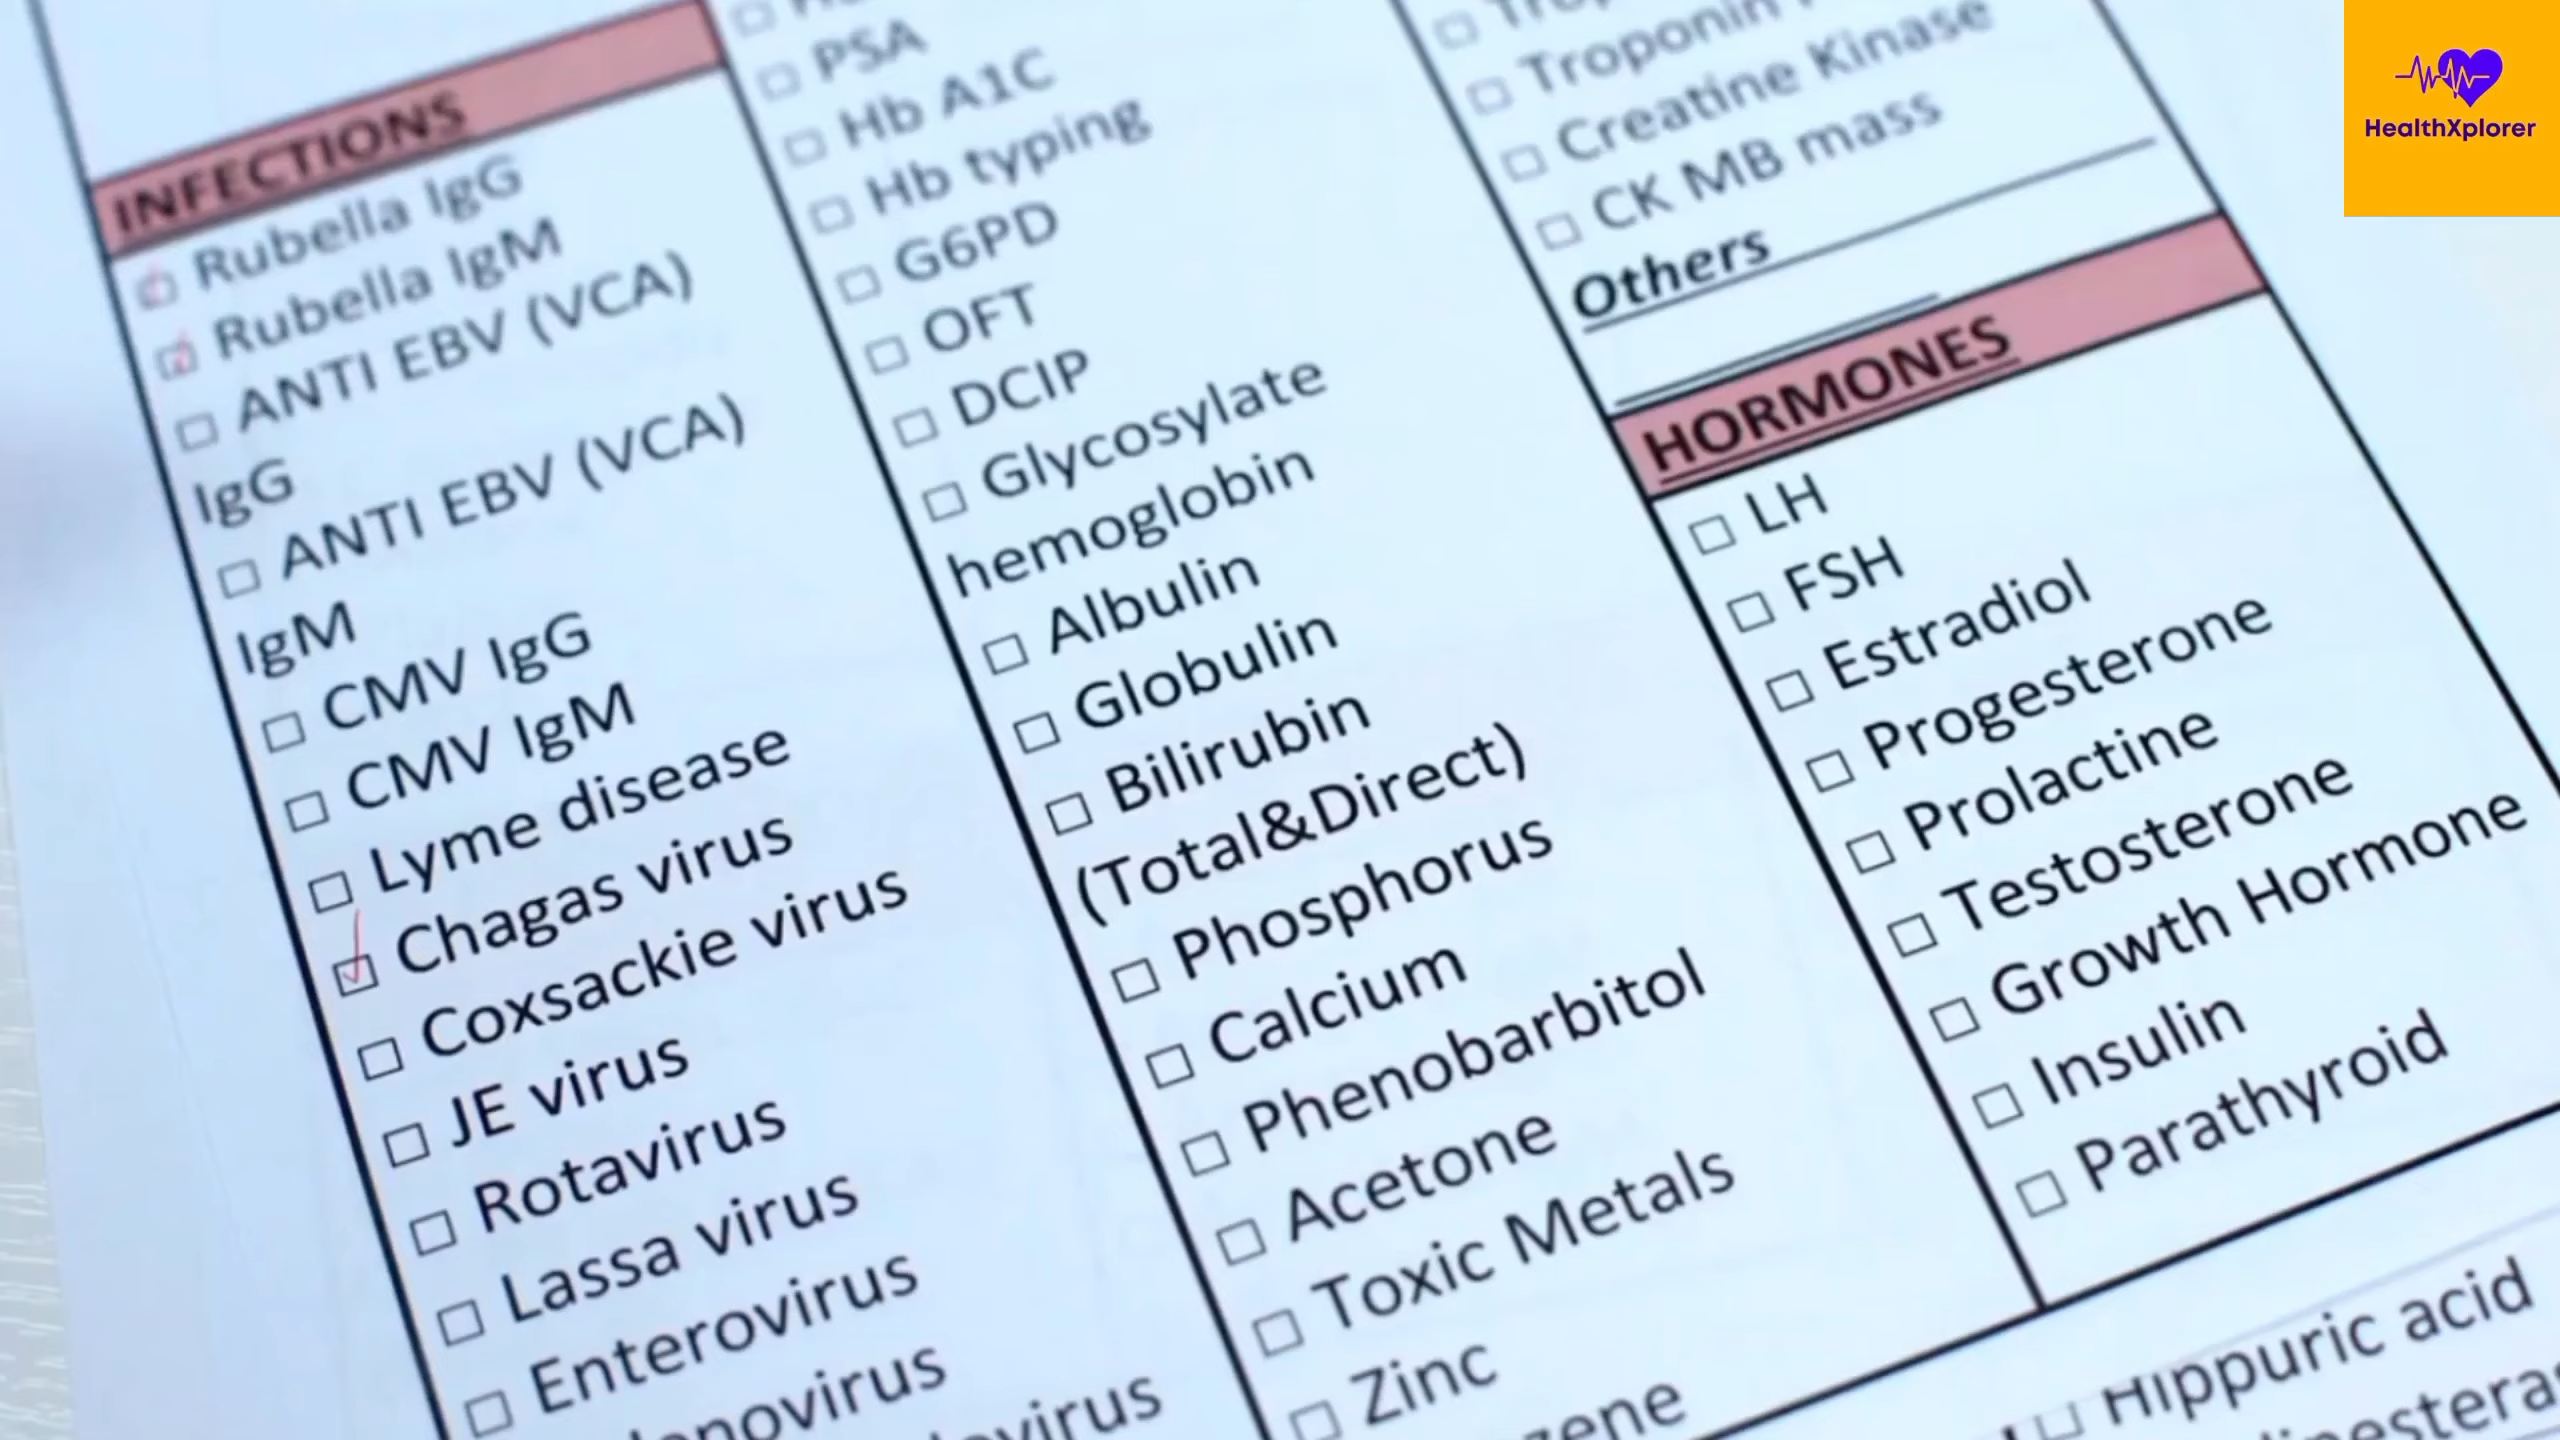 INFECTIONS
Rubella IgG
Rubella IgM
ANTI EBV (VCA)
IgG
ANTI EBV (VCA)
IgM
CMV IgG
CMV IgM
Lyme disease
Chagas virus
Coxsackie virus
JE virus
Rotavirus
Lassa virus
Enterovirus
PSA
Hb A1C
Hb typing
G6PD
OFT
DCIP
Glycosylate
hemoglobin
Albulin
Globulin
Bilirubin
(Total&Direct)
Phosphorus
Calcium
Phenobarbitol
Acetone
Toxic Metals
Zinc
Troponin
Creatine Kinase
CK MB mass
Others
HORMONES
LH
FSH
Estradiol
Progesterone
Prolactine
Testosterone
Growth Hormone
Insulin
Parathyroid
Hippuric acid
HealthXplorer